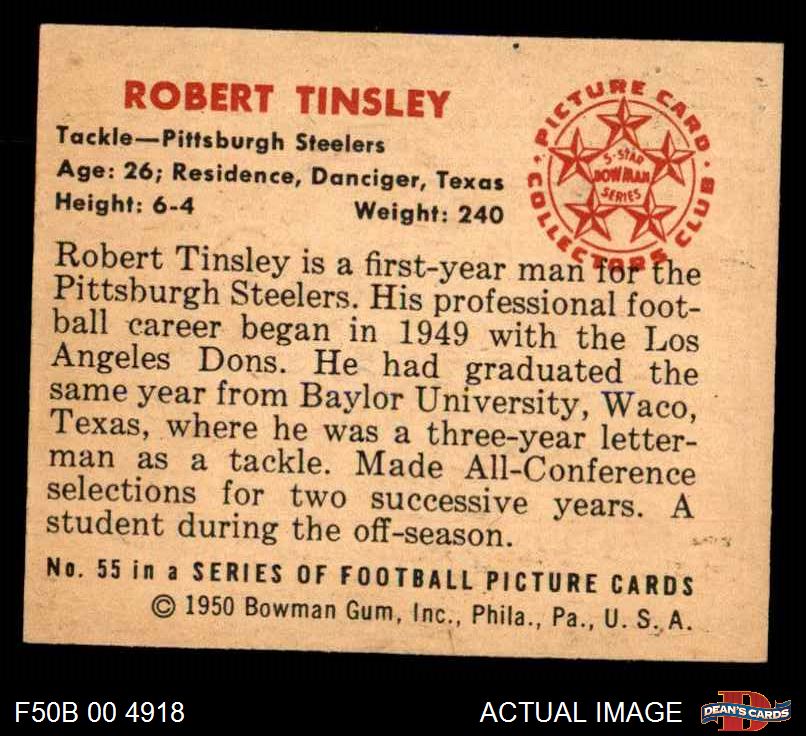 ROBERT TINSLEY
Tackle—Pittsburgh Steelers
Age: 26; Residence, Danciger, Texas
Height: 6-4 Weight: 240
PICTURE CARD
COLLECTORS CLUB
5-STAR
BOWMAN
SERIES
Robert Tinsley is a first-year man for the
Pittsburgh Steelers. His professional foot-
ball career began in 1949 with the Los
Angeles Dons. He had graduated the
same year from Baylor University, Waco,
Texas, where he was a three-year letter-
man as a tackle. Made All-Conference
selections for two successive years. A
student during the off-season.
No. 55 in a SERIES OF FOOTBALL PICTURE CARDS
© 1950 Bowman Gum, Inc., Phila., Pa., U. S. A.
F50B 00 4918 ACTUAL IMAGE
D
DEAN'S CARDS